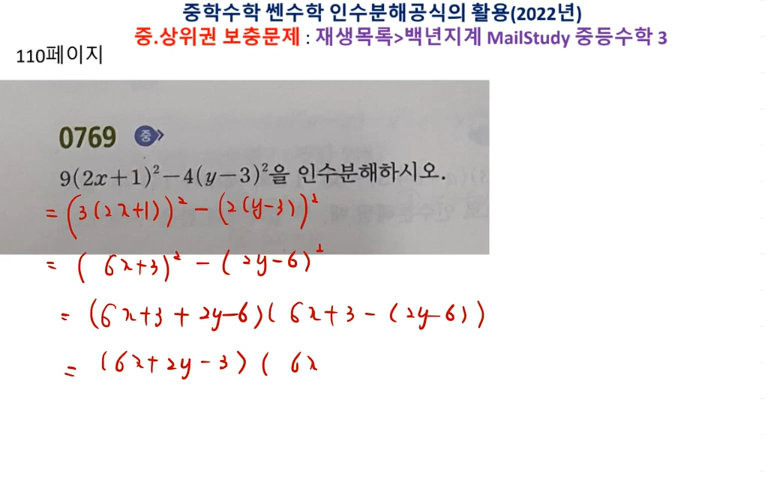 중학수학 쎈수학 인수분해공식의 활용(2022년)
중.상위권 보충문제 : 재생목록>백년지계 MailStudy 중등수학 3
110페이지
0769 중
9(2x+1)²-4(y-3)²을 인수분해하시오.
= (3(2x+1))² - (2(y-3))²
= (6x+3)² - (2y-6)²
= (6x+3+2y-6)(6x+3-(2y-6))
= (6x+2y-3)(6x